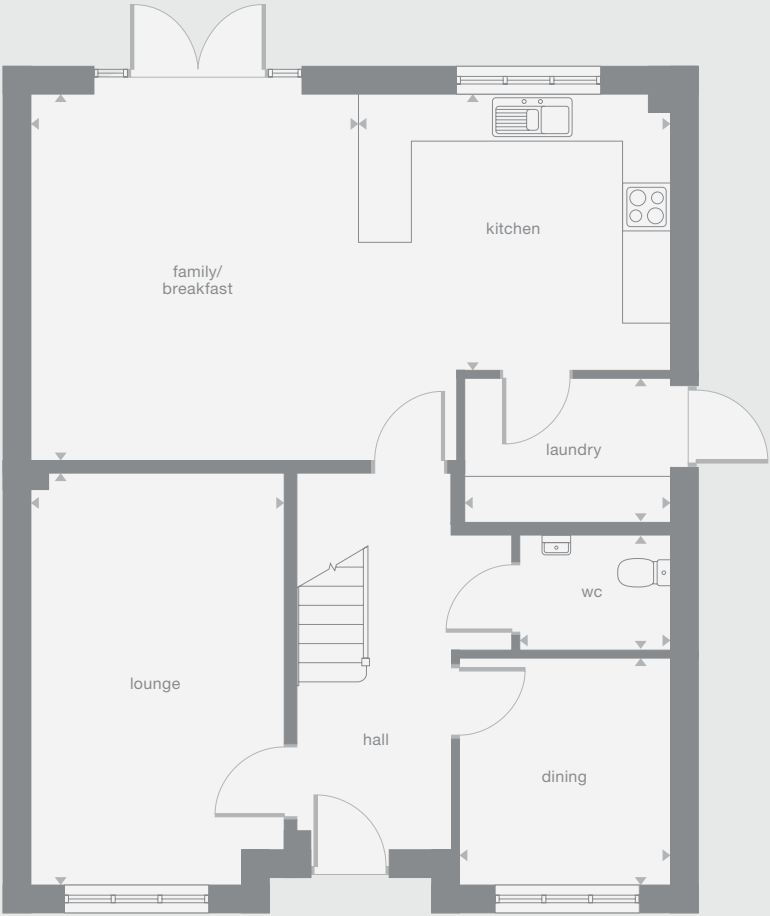 kitchen
family/
breakfast
laundry
wc
lounge
hall
dining